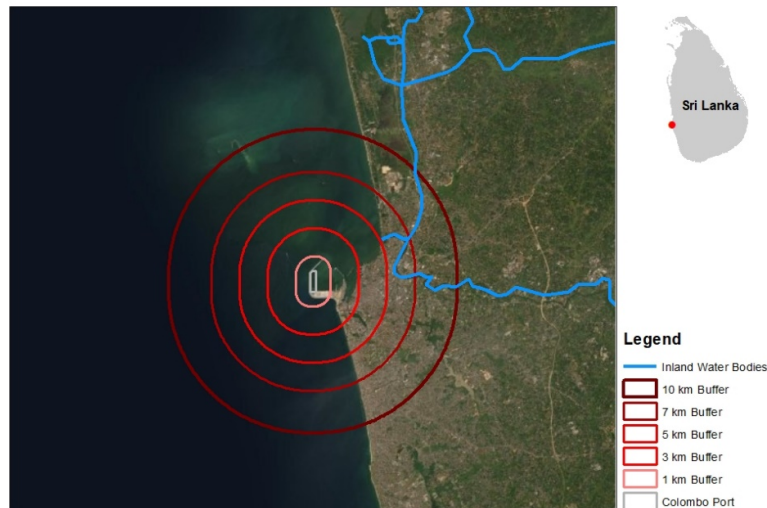 Sri Lanka
Legend
Inland Water Bodies
10 km Buffer
7 km Buffer
5 km Buffer
3 km Buffer
1 km Buffer
Colombo Port